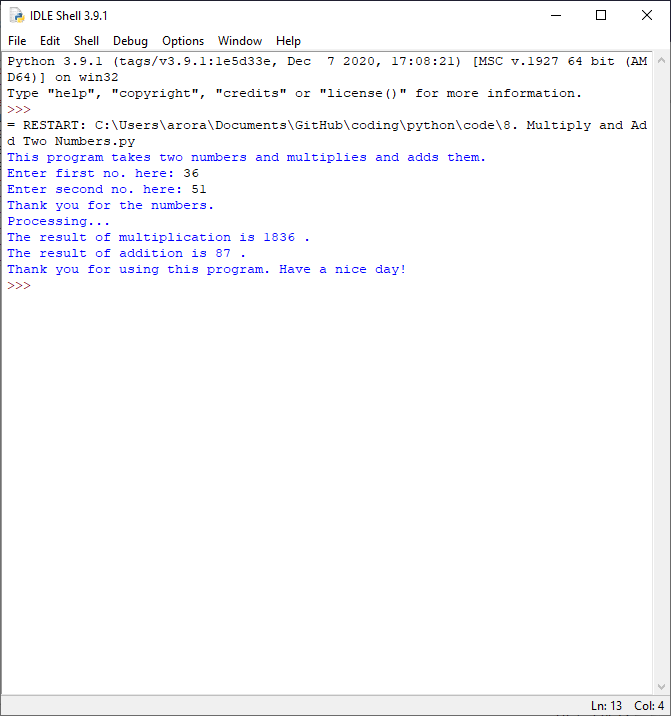 IDLE Shell 3.9.1
File Edit Shell Debug Options Window Help
Python 3.9.1 (tags/v3.9.1:1e5d33e, Dec  7 2020, 17:08:21) [MSC v.1927 64 bit (AM
D64)] on win32
Type "help", "copyright", "credits" or "license()" for more information.
>>>
= RESTART: C:\Users\arora\Documents\GitHub\coding\python\code\8. Multiply and Ad
d Two Numbers.py
This program takes two numbers and multiplies and adds them.
Enter first no. here: 36
Enter second no. here: 51
Thank you for the numbers.
Processing...
The result of multiplication is 1836 .
The result of addition is 87 .
Thank you for using this program. Have a nice day!
>>>
Ln: 13 Col: 4